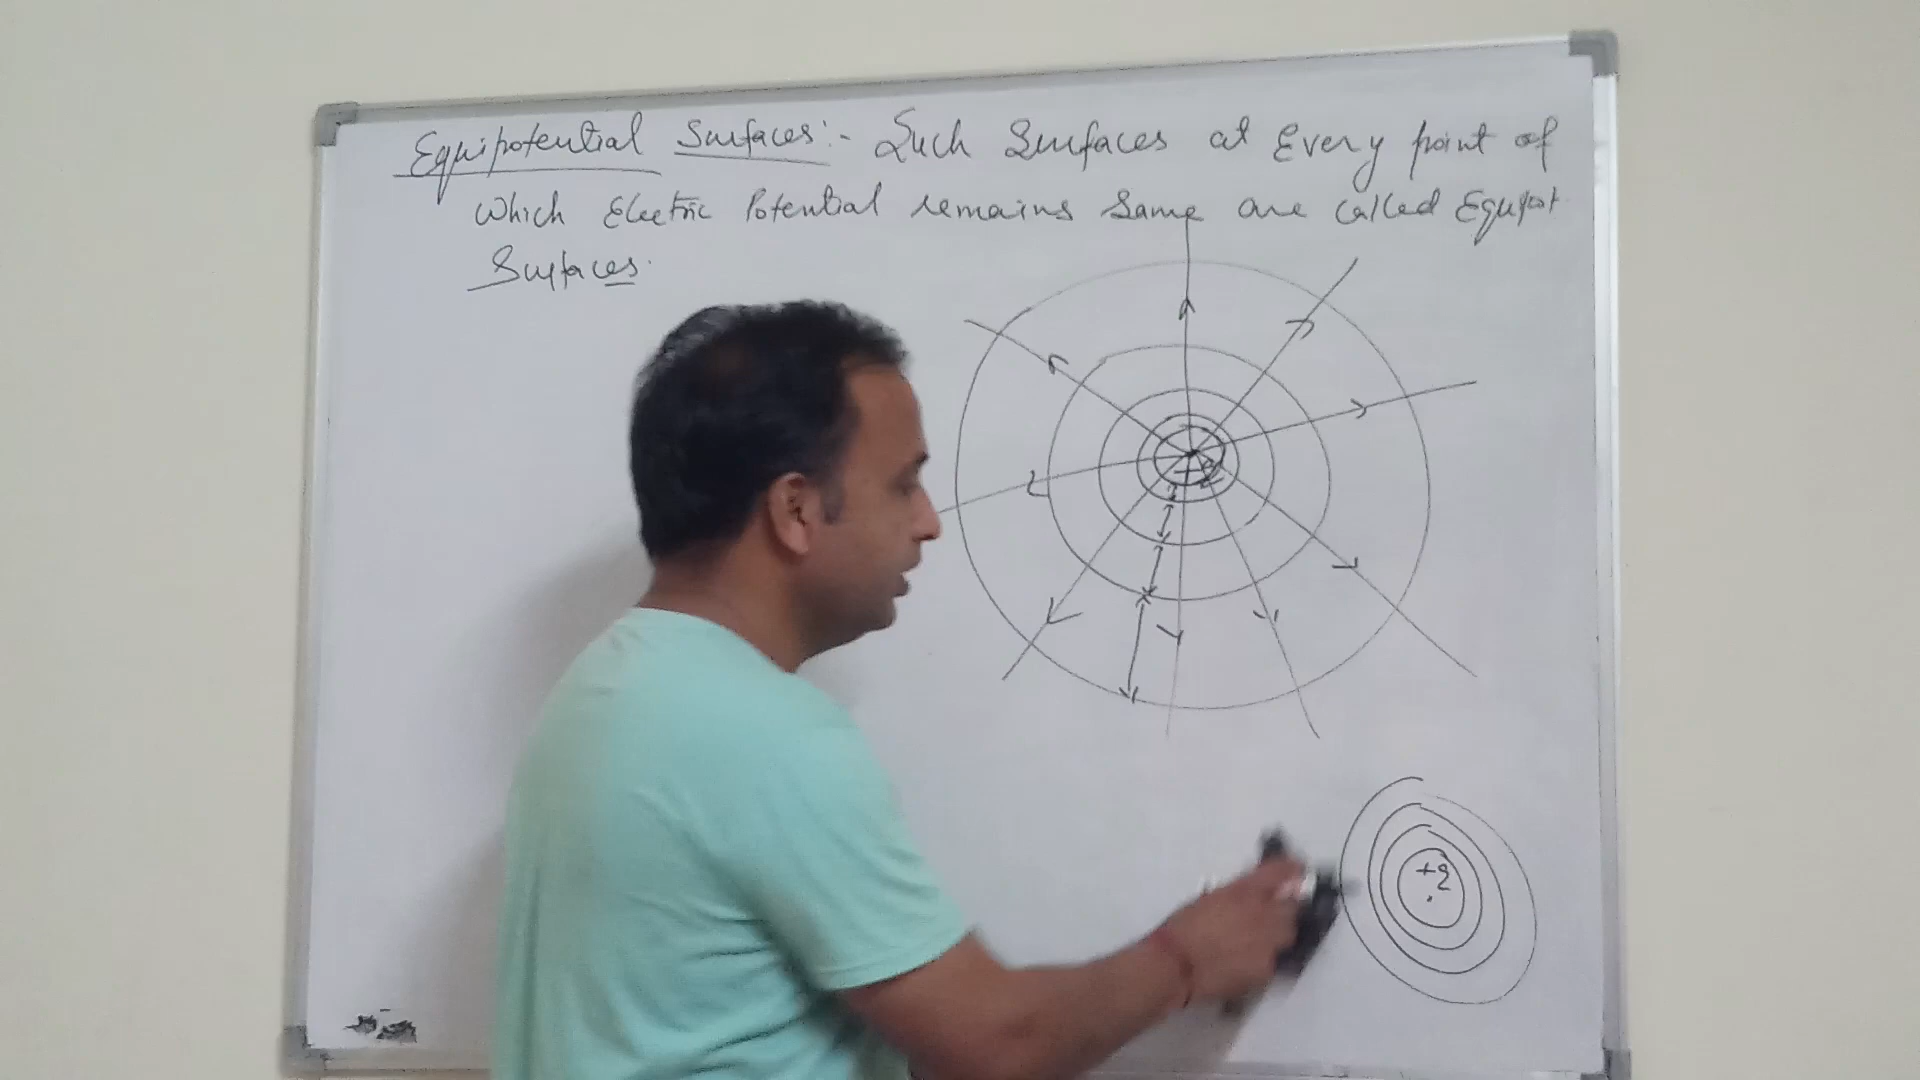 Equipotential Surfaces:- Such Surfaces at Every point of
Which Electric Potential remains Same are called Equipot.
Surfaces.
+q
+q